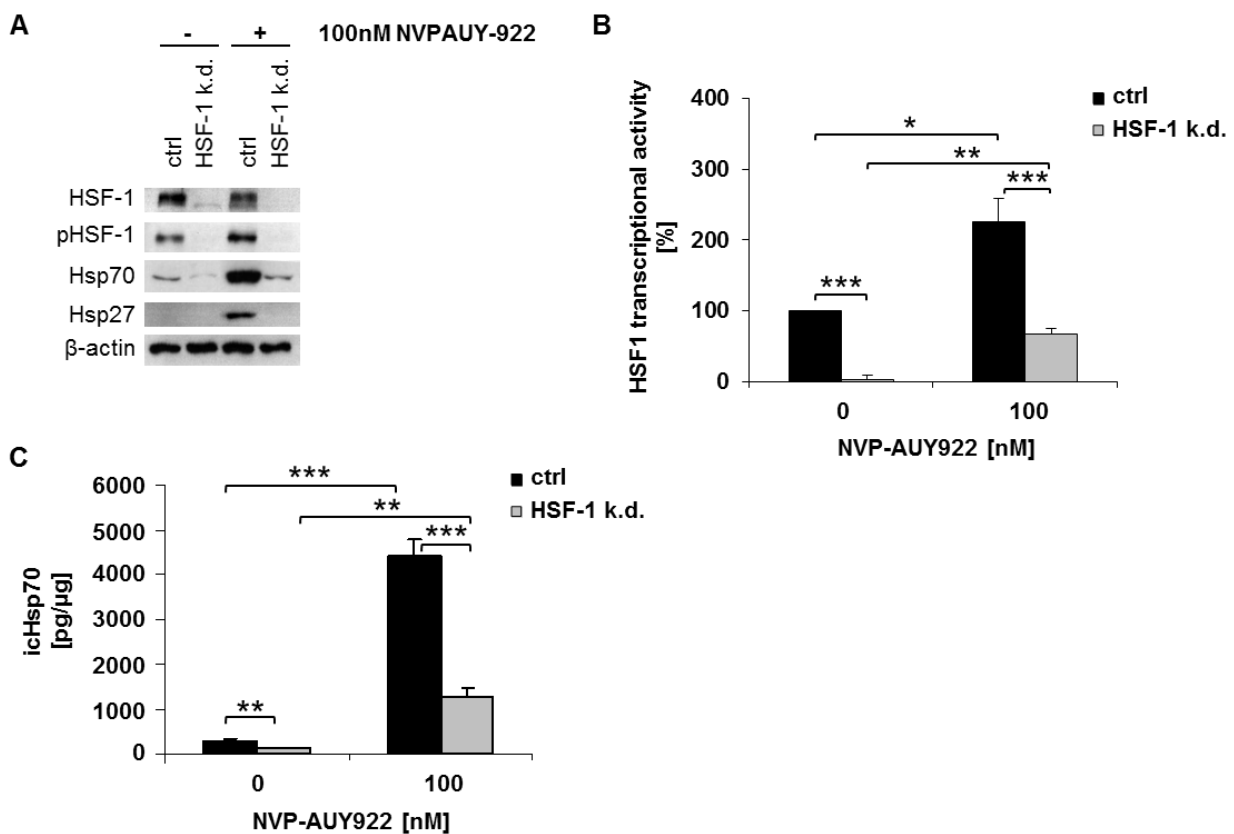 A
- + 100nM NVPAUY-922
ctrl
HSF-1 k.d.
ctrl
HSF-1 k.d.
HSF-1
pHSF-1
Hsp70
Hsp27
β-actin
B
HSF1 transcriptional activity
[%]
400
300
200
100
0
ctrl
HSF-1 k.d.
*
**
***
***
0 100
NVP-AUY922 [nM]
C
icHsp70
[pg/µg]
6000
5000
4000
3000
2000
1000
0
ctrl
HSF-1 k.d.
***
**
***
**
0 100
NVP-AUY922 [nM]